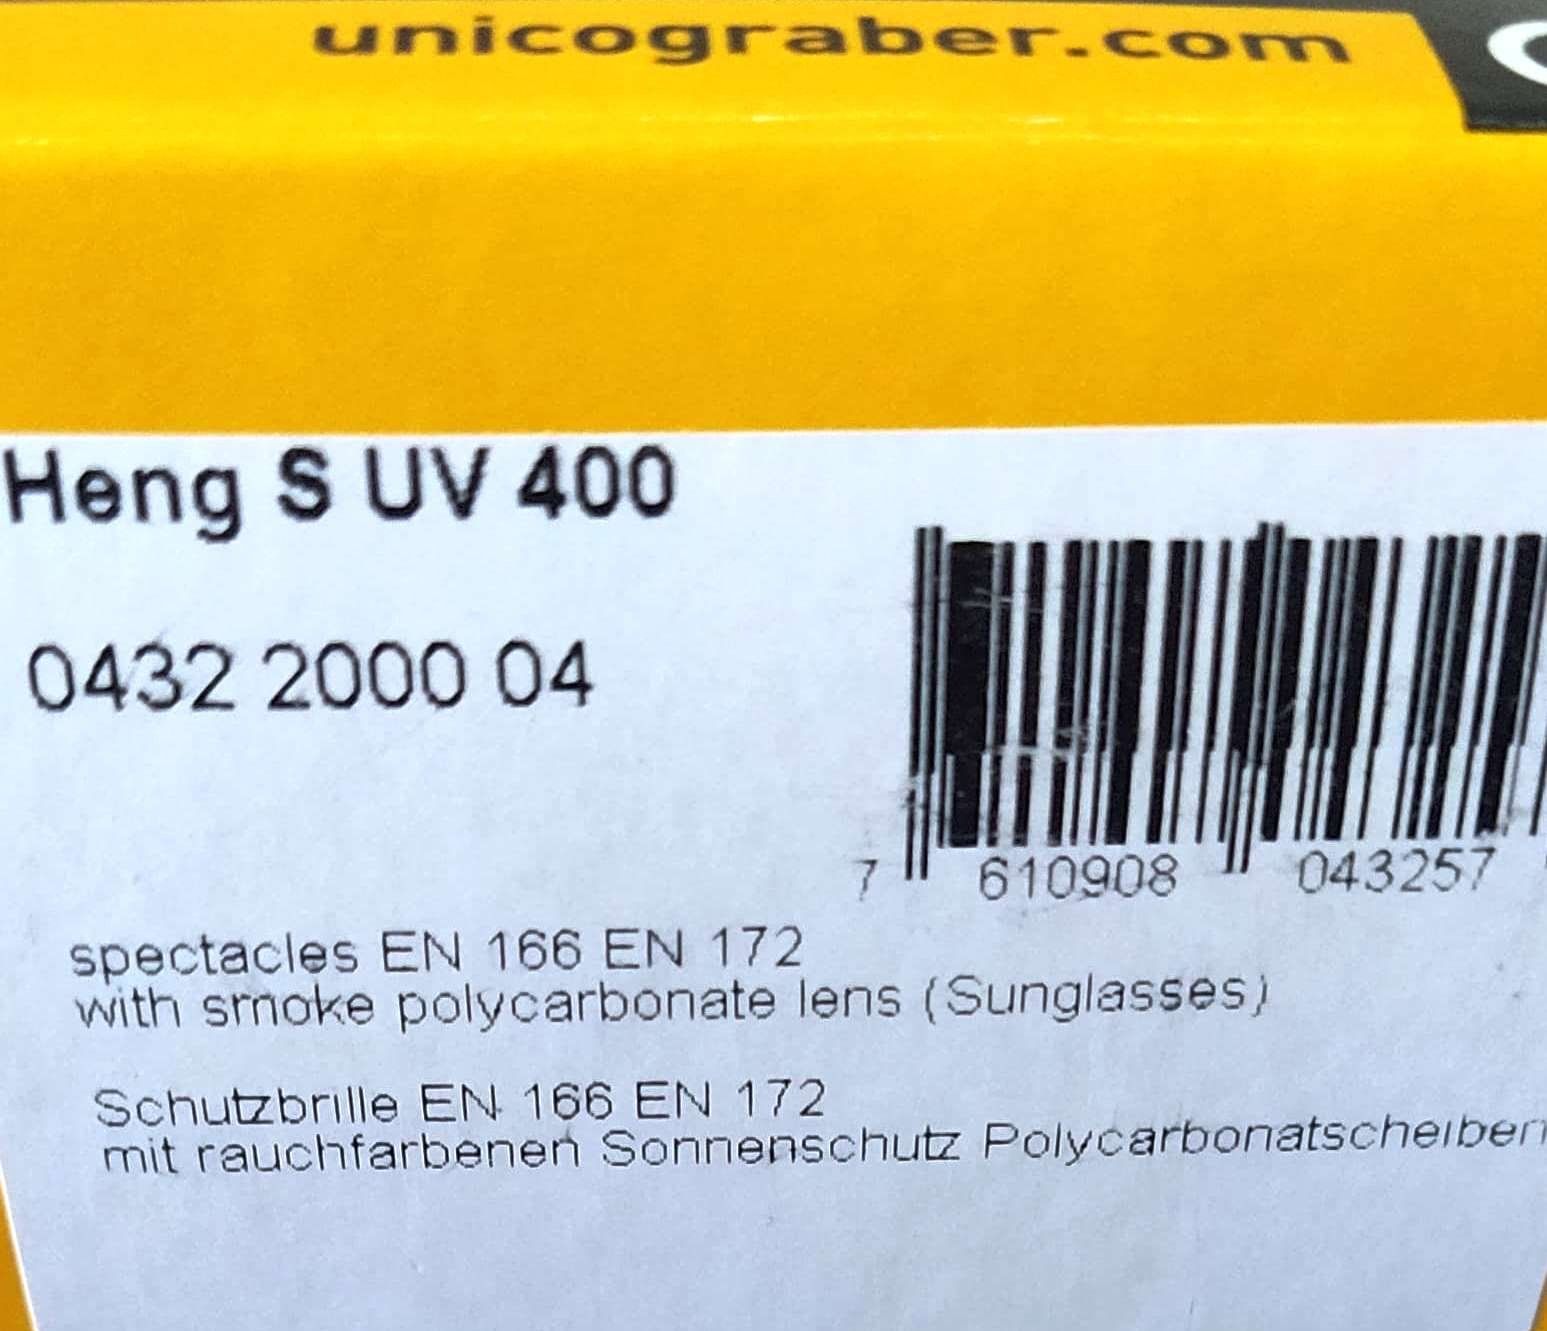 unicograber.com
Heng S UV 400
0432 2000 04
7 610908 043257
spectacles EN 166 EN 172
with smoke polycarbonate lens (Sunglasses)
Schutzbrille EN 166 EN 172
mit rauchfarbenen Sonnenschutz Polycarbonatscheiben